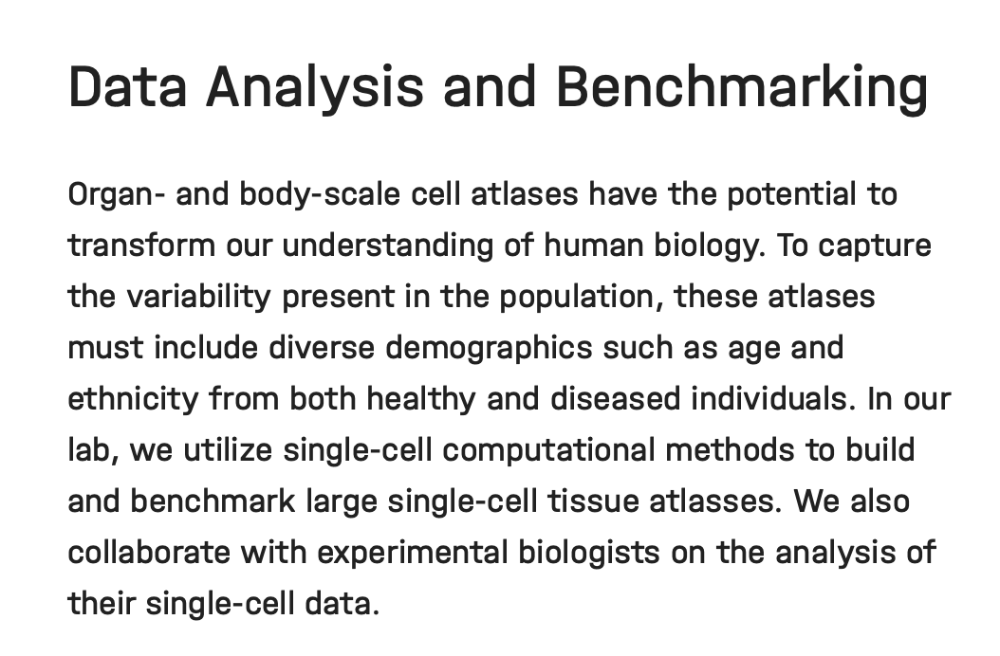 Data Analysis and Benchmarking
Organ- and body-scale cell atlases have the potential to
transform our understanding of human biology. To capture
the variability present in the population, these atlases
must include diverse demographics such as age and
ethnicity from both healthy and diseased individuals. In our
lab, we utilize single-cell computational methods to build
and benchmark large single-cell tissue atlasses. We also
collaborate with experimental biologists on the analysis of
their single-cell data.